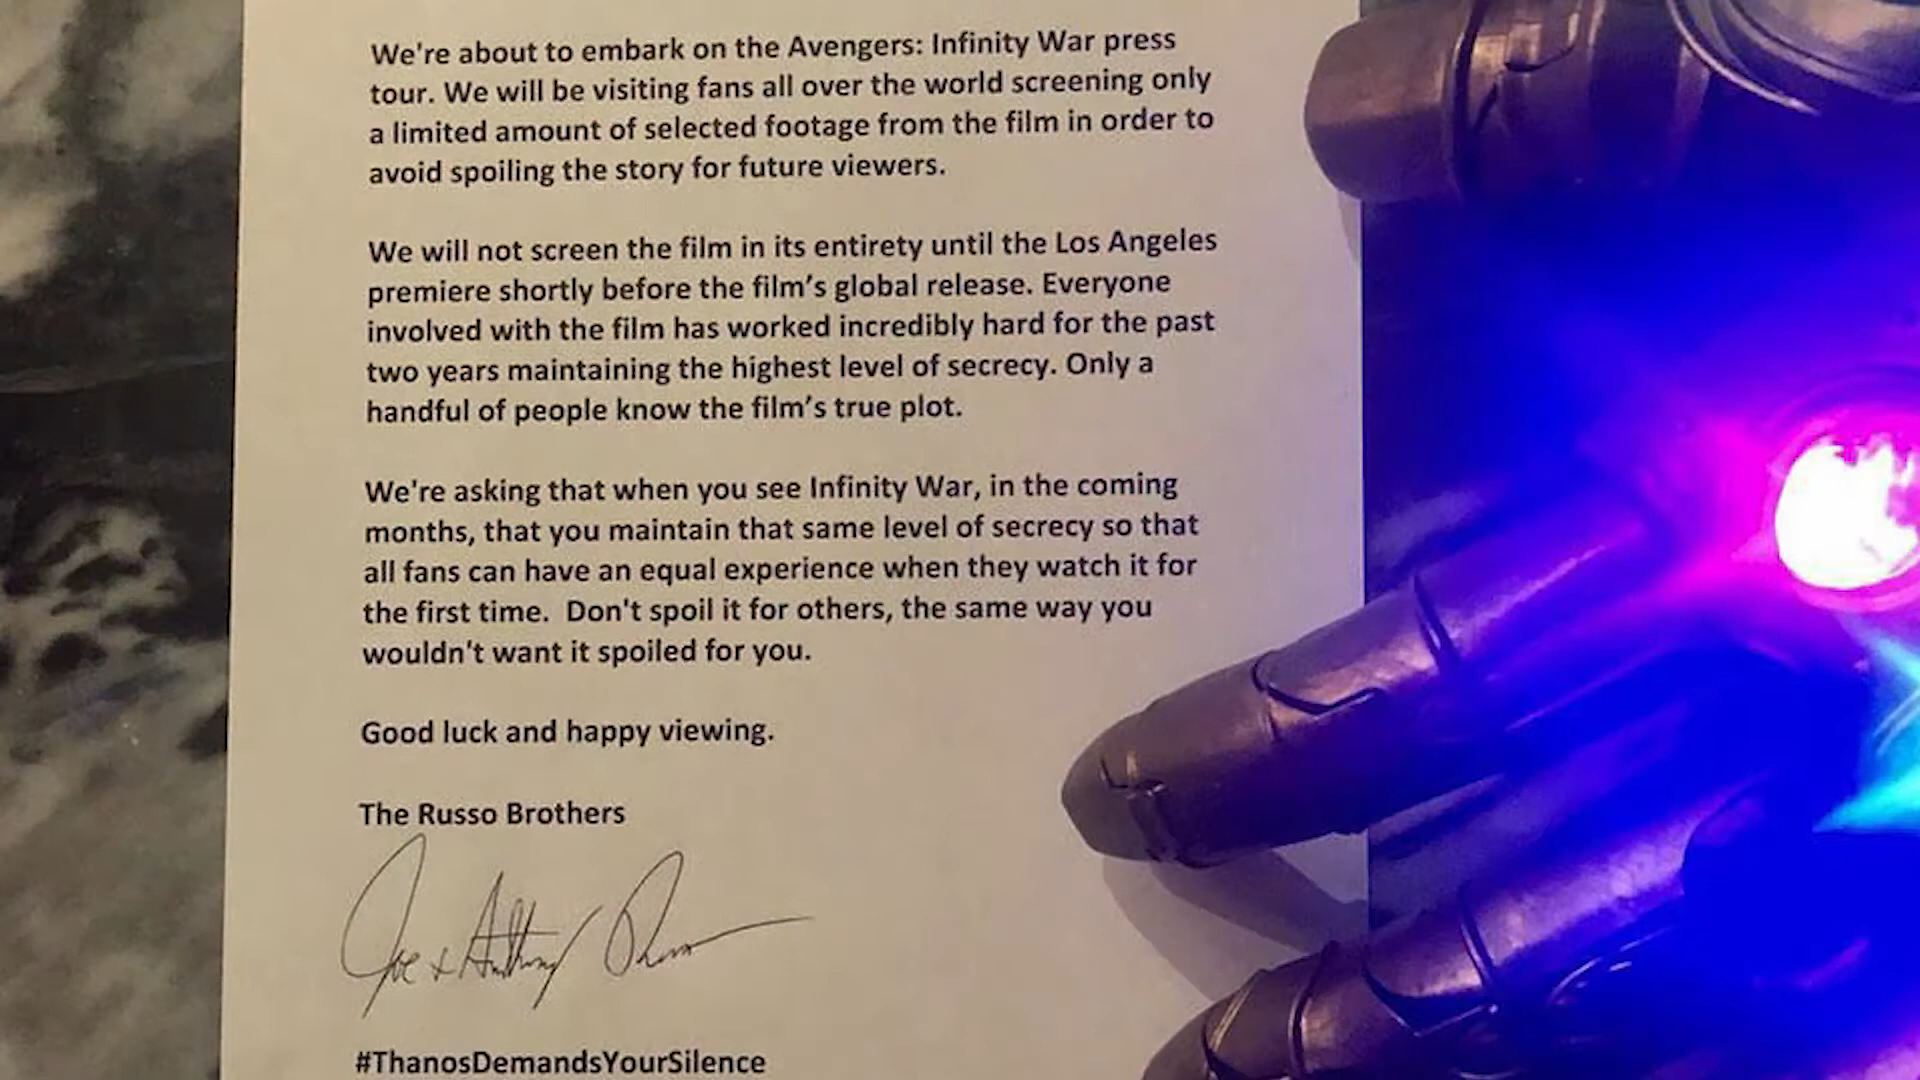 We're about to embark on the Avengers: Infinity War press
tour. We will be visiting fans all over the world screening only
a limited amount of selected footage from the film in order to
avoid spoiling the story for future viewers.
We will not screen the film in its entirety until the Los Angeles
premiere shortly before the film’s global release. Everyone
involved with the film has worked incredibly hard for the past
two years maintaining the highest level of secrecy. Only a
handful of people know the film’s true plot.
We're asking that when you see Infinity War, in the coming
months, that you maintain that same level of secrecy so that
all fans can have an equal experience when they watch it for
the first time.  Don't spoil it for others, the same way you
wouldn't want it spoiled for you.
Good luck and happy viewing.
The Russo Brothers
Joe + Anthony Russo
#ThanosDemandsYourSilence